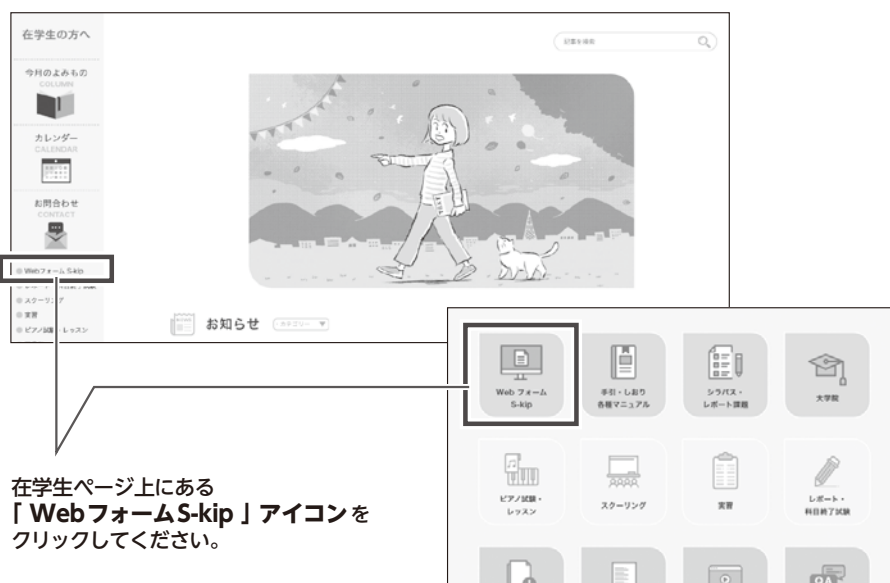 在学生の方へ
記事を検索
今月のよみもの
COLUMN
カレンダー
CALENDAR
お問合わせ
CONTACT
Webフォーム S-kip
スクーリング
実習
ピアノ試験・レッスン
NEWS
お知らせ
カテゴリー
Web フォーム
S-kip
手引・しおり
各種マニュアル
シラバス・
レポート課題
大学院
ピアノ試験・
レッスン
スクーリング
実習
レポート・
科目終了試験
在学生ページ上にある
「 WebフォームS-kip 」アイコンを
クリックしてください。